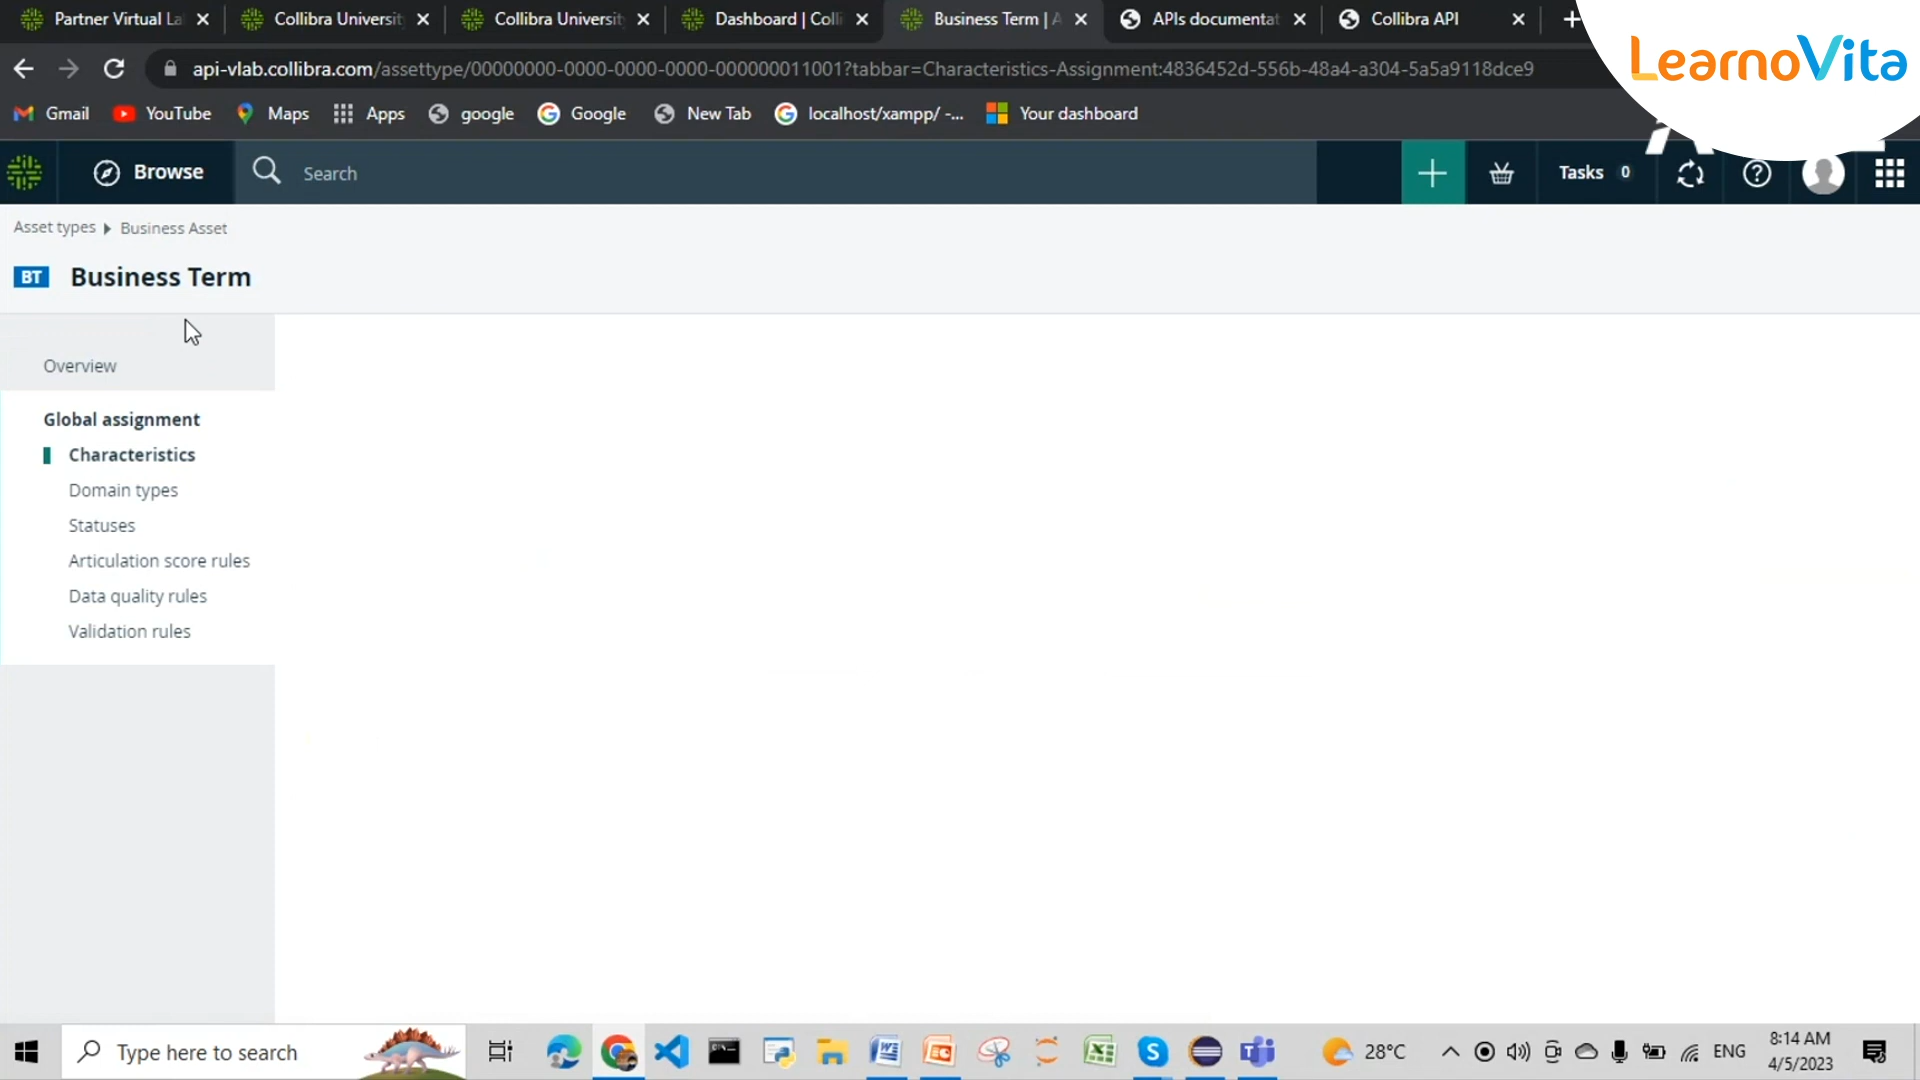 Partner Virtual La
Collibra Universit
Collibra Universit
Dashboard | Colli
Business Term | A
APIs documentat
Collibra API
LearnoVita
api-vlab.collibra.com/assettype/00000000-0000-0000-0000-000000011001?tabbar=Characteristics-Assignment:4836452d-556b-48a4-a304-5a5a9118dce9
Gmail
YouTube
Maps
Apps
google
Google
New Tab
localhost/xampp/ -...
Your dashboard
Browse
Search
Tasks 0
Asset types
Business Asset
BT Business Term
Overview
Global assignment
Characteristics
Domain types
Statuses
Articulation score rules
Data quality rules
Validation rules
Type here to search
28°C
ENG
8:14 AM
4/5/2023